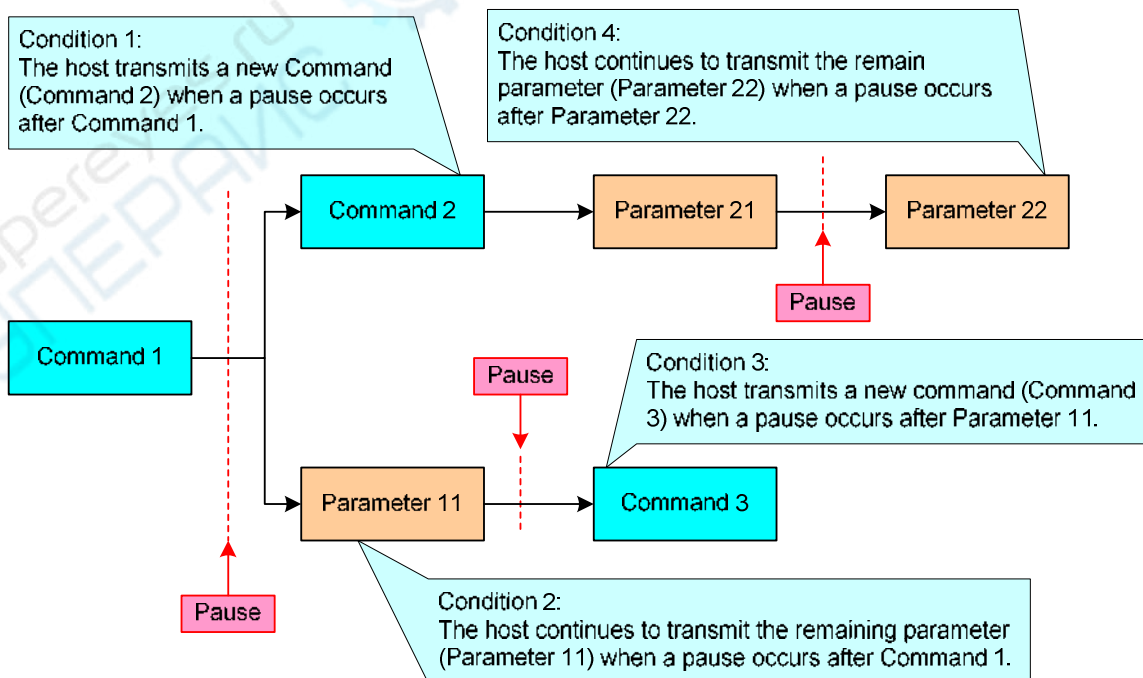 Condition 1:
The host transmits a new Command
(Command 2) when a pause occurs
after Command 1.
Condition 4:
The host continues to transmit the remain
parameter (Parameter 22) when a pause occurs
after Parameter 22.
Command 2
Parameter 21
Parameter 22
Pause
Command 1
Pause
Condition 3:
The host transmits a new command (Command
3) when a pause occurs after Parameter 11.
Parameter 11
Command 3
Pause
Condition 2:
The host continues to transmit the remaining parameter
(Parameter 11) when a pause occurs after Command 1.